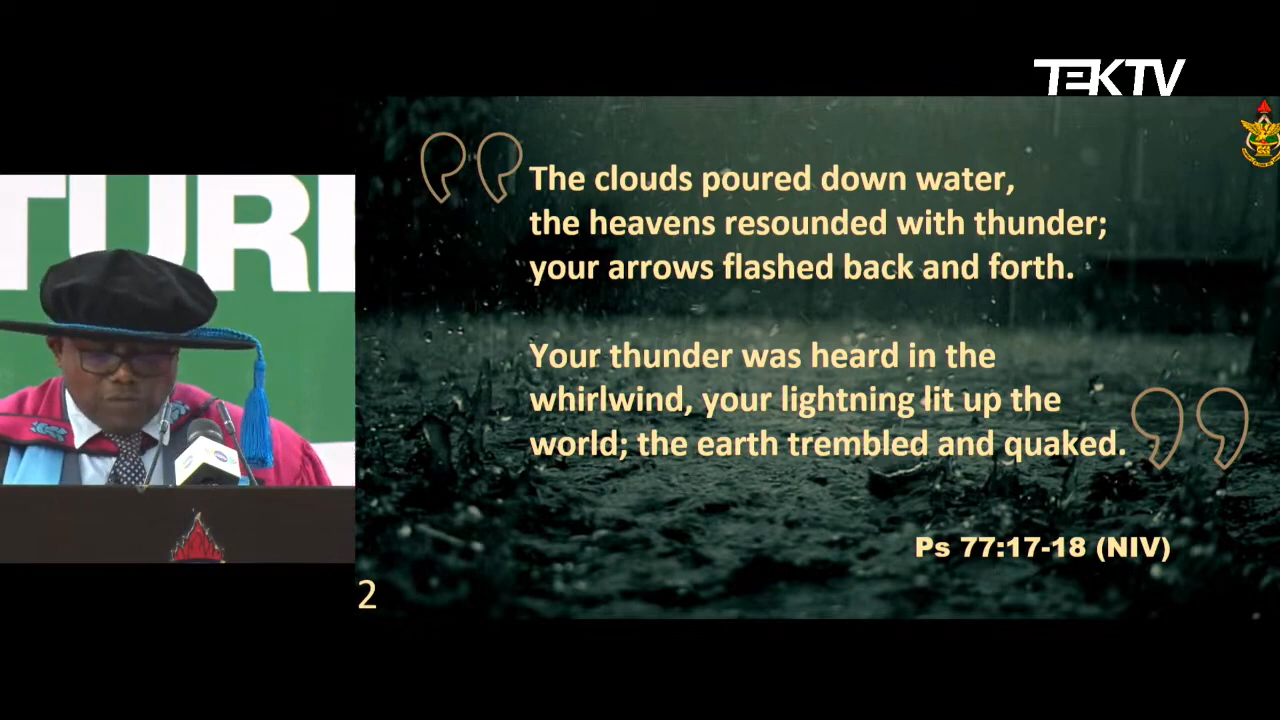 TEKTV
TURI
The clouds poured down water,
the heavens resounded with thunder;
your arrows flashed back and forth.
Your thunder was heard in the
whirlwind, your lightning lit up the
world; the earth trembled and quaked.
Ps 77:17-18 (NIV)
2